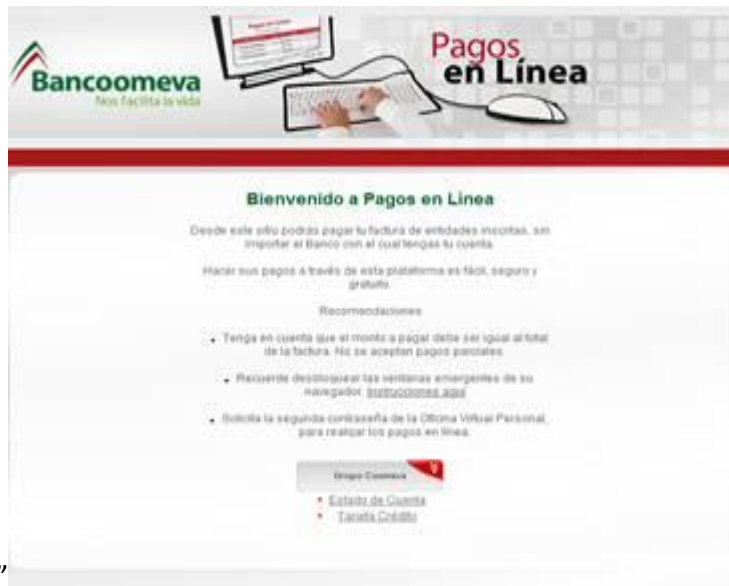 Bancoomeva
Nos facilita la vida
Pagos
en Línea
Bienvenido a Pagos en Línea
Desde este sitio podrás pagar tu factura de entidades inscritas, sin
importar el Banco con el cual tengas tu cuenta.
Hacer sus pagos a través de esta plataforma es fácil, seguro y
gratuito.
Recomendaciones
• Tenga en cuenta que el monto a pagar debe ser igual al total
de la factura. No se aceptan pagos parciales.
• Recuerde desbloquear las ventanas emergentes de su
navegador. Instrucciones aquí
• Solicita la segunda contraseña de la Oficina Virtual Personal,
para realizar los pagos en línea.
Grupo Coomeva
• Estado de Cuenta
• Tarjeta Crédito
”